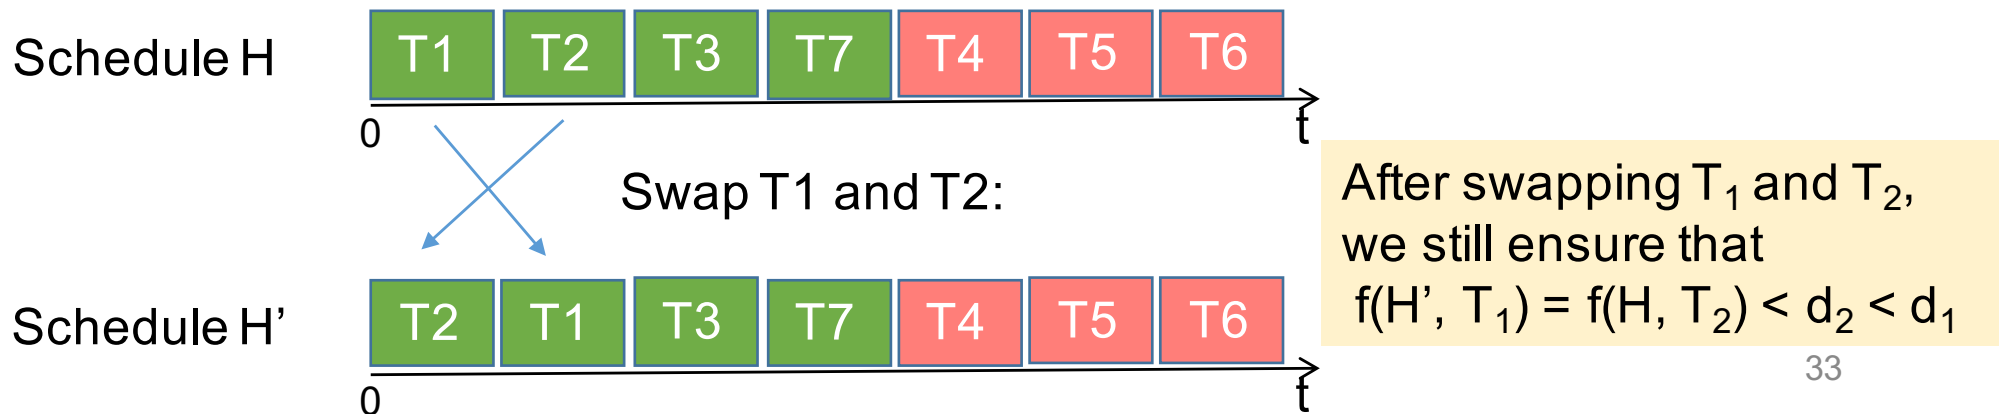 Schedule H
T1 T2 T3 T7 T4 T5 T6
0 t
Swap T1 and T2:
After swapping T₁ and T₂,
we still ensure that
f(H’, T₁) = f(H, T₂) < d₂ < d₁
Schedule H’
T2 T1 T3 T7 T4 T5 T6
0 t
33